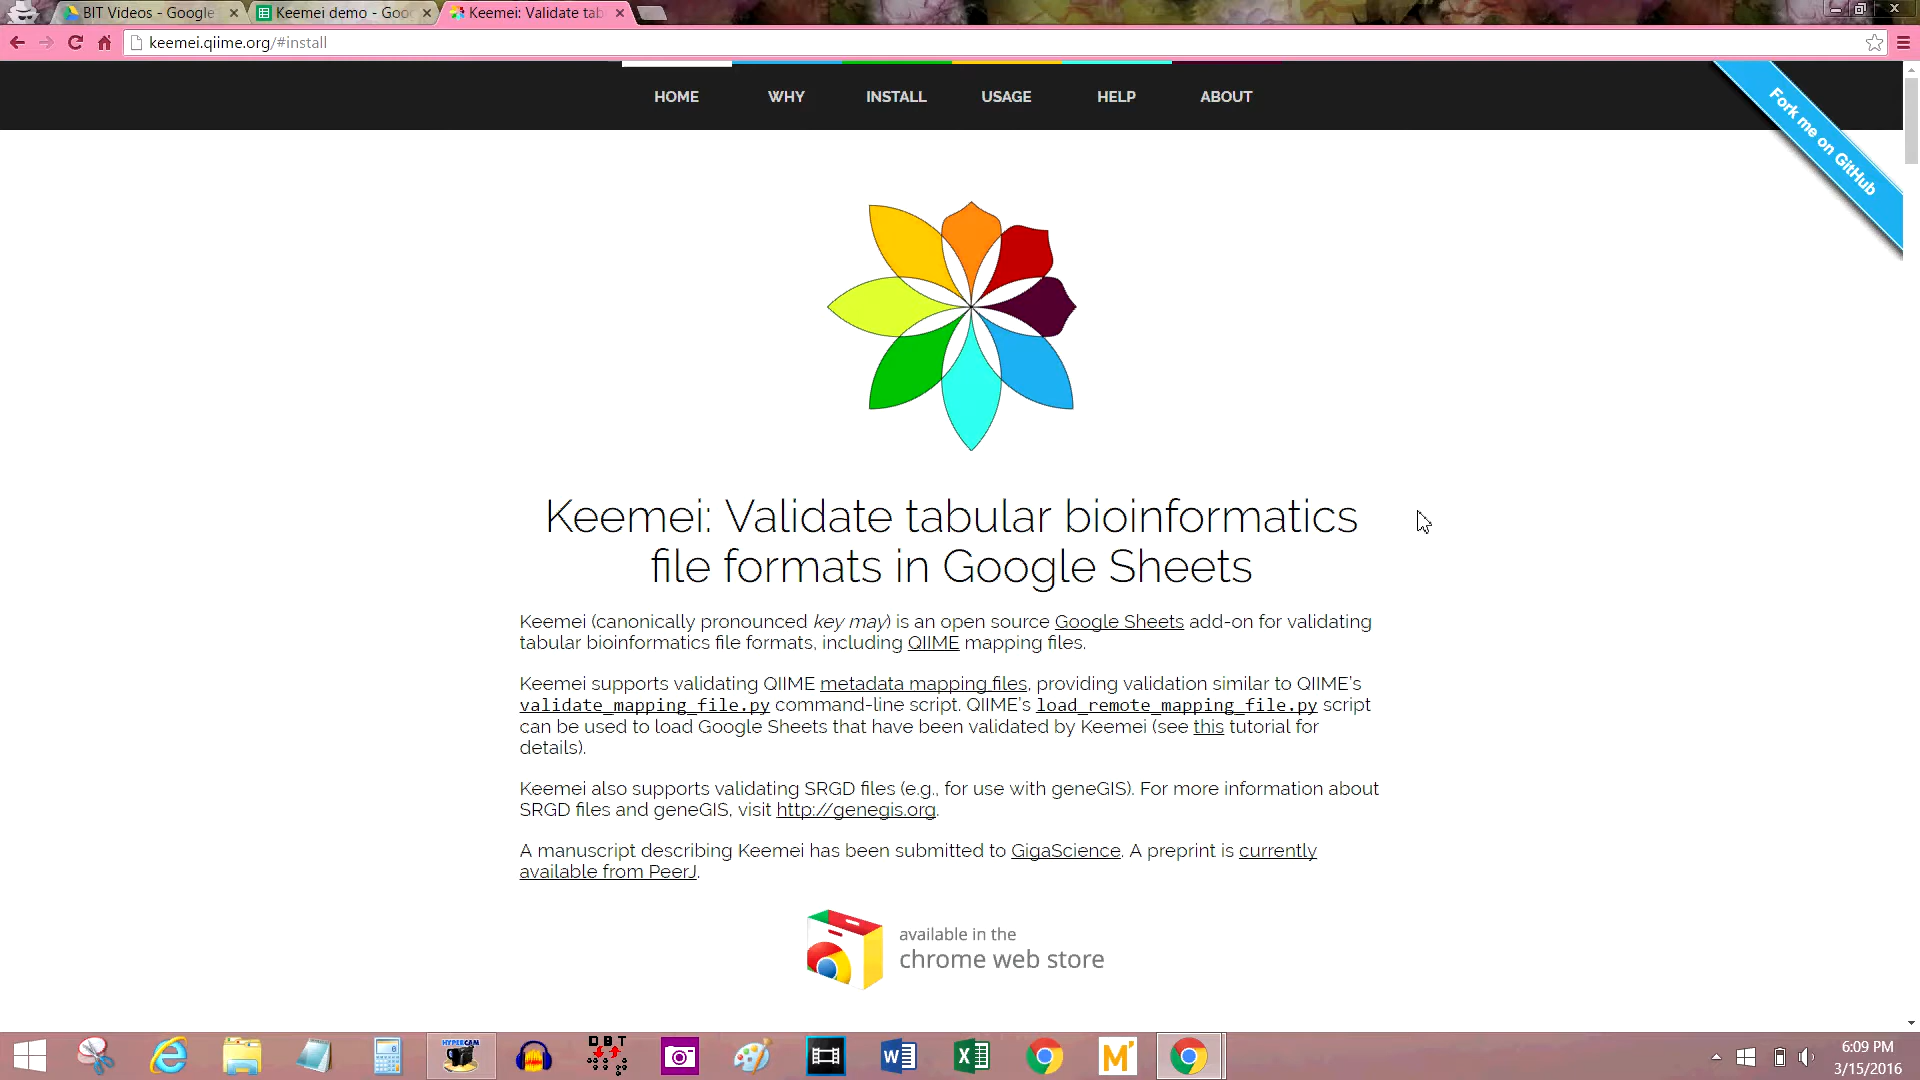 BIT Videos - Google
Keemei demo - Goo
Keemei: Validate tab
keemei.qiime.org/#install
HOME WHY INSTALL USAGE HELP ABOUT
Fork me on GitHub
Keemei: Validate tabular bioinformatics
file formats in Google Sheets
Keemei (canonically pronounced key may) is an open source Google Sheets add-on for validating
tabular bioinformatics file formats, including QIIME mapping files.
Keemei supports validating QIIME metadata mapping files, providing validation similar to QIIME's
validate_mapping_file.py command-line script. QIIME's load_remote_mapping_file.py script
can be used to load Google Sheets that have been validated by Keemei (see this tutorial for
details).
Keemei also supports validating SRGD files (e.g., for use with geneGIS). For more information about
SRGD files and geneGIS, visit http://genegis.org.
A manuscript describing Keemei has been submitted to GigaScience. A preprint is currently
available from PeerJ.
available in the
chrome web store
HYPERCAM
DBT
6:09 PM
3/15/2016